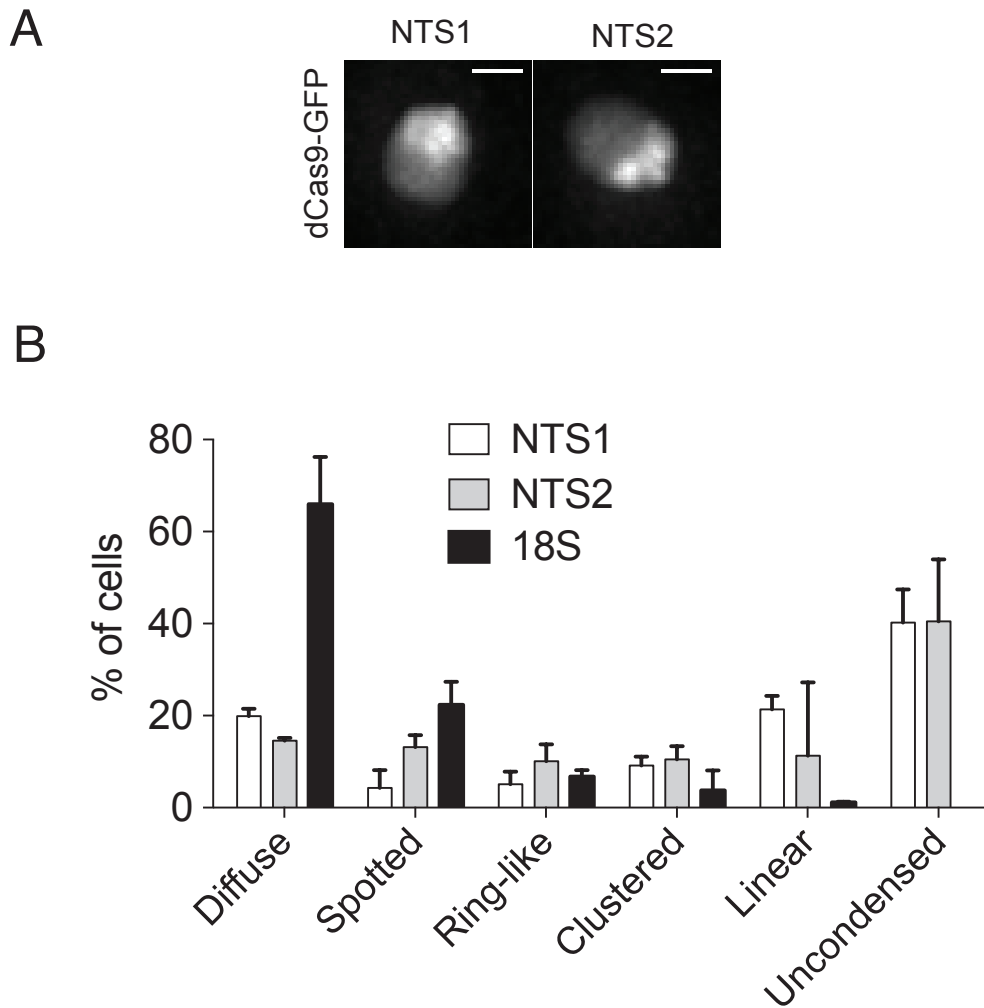 A
NTS1
NTS2
dCas9-GFP
B
NTS1
NTS2
18S
% of cells
80
60
40
20
0
Diffuse
Spotted
Ring-like
Clustered
Linear
Uncondensed